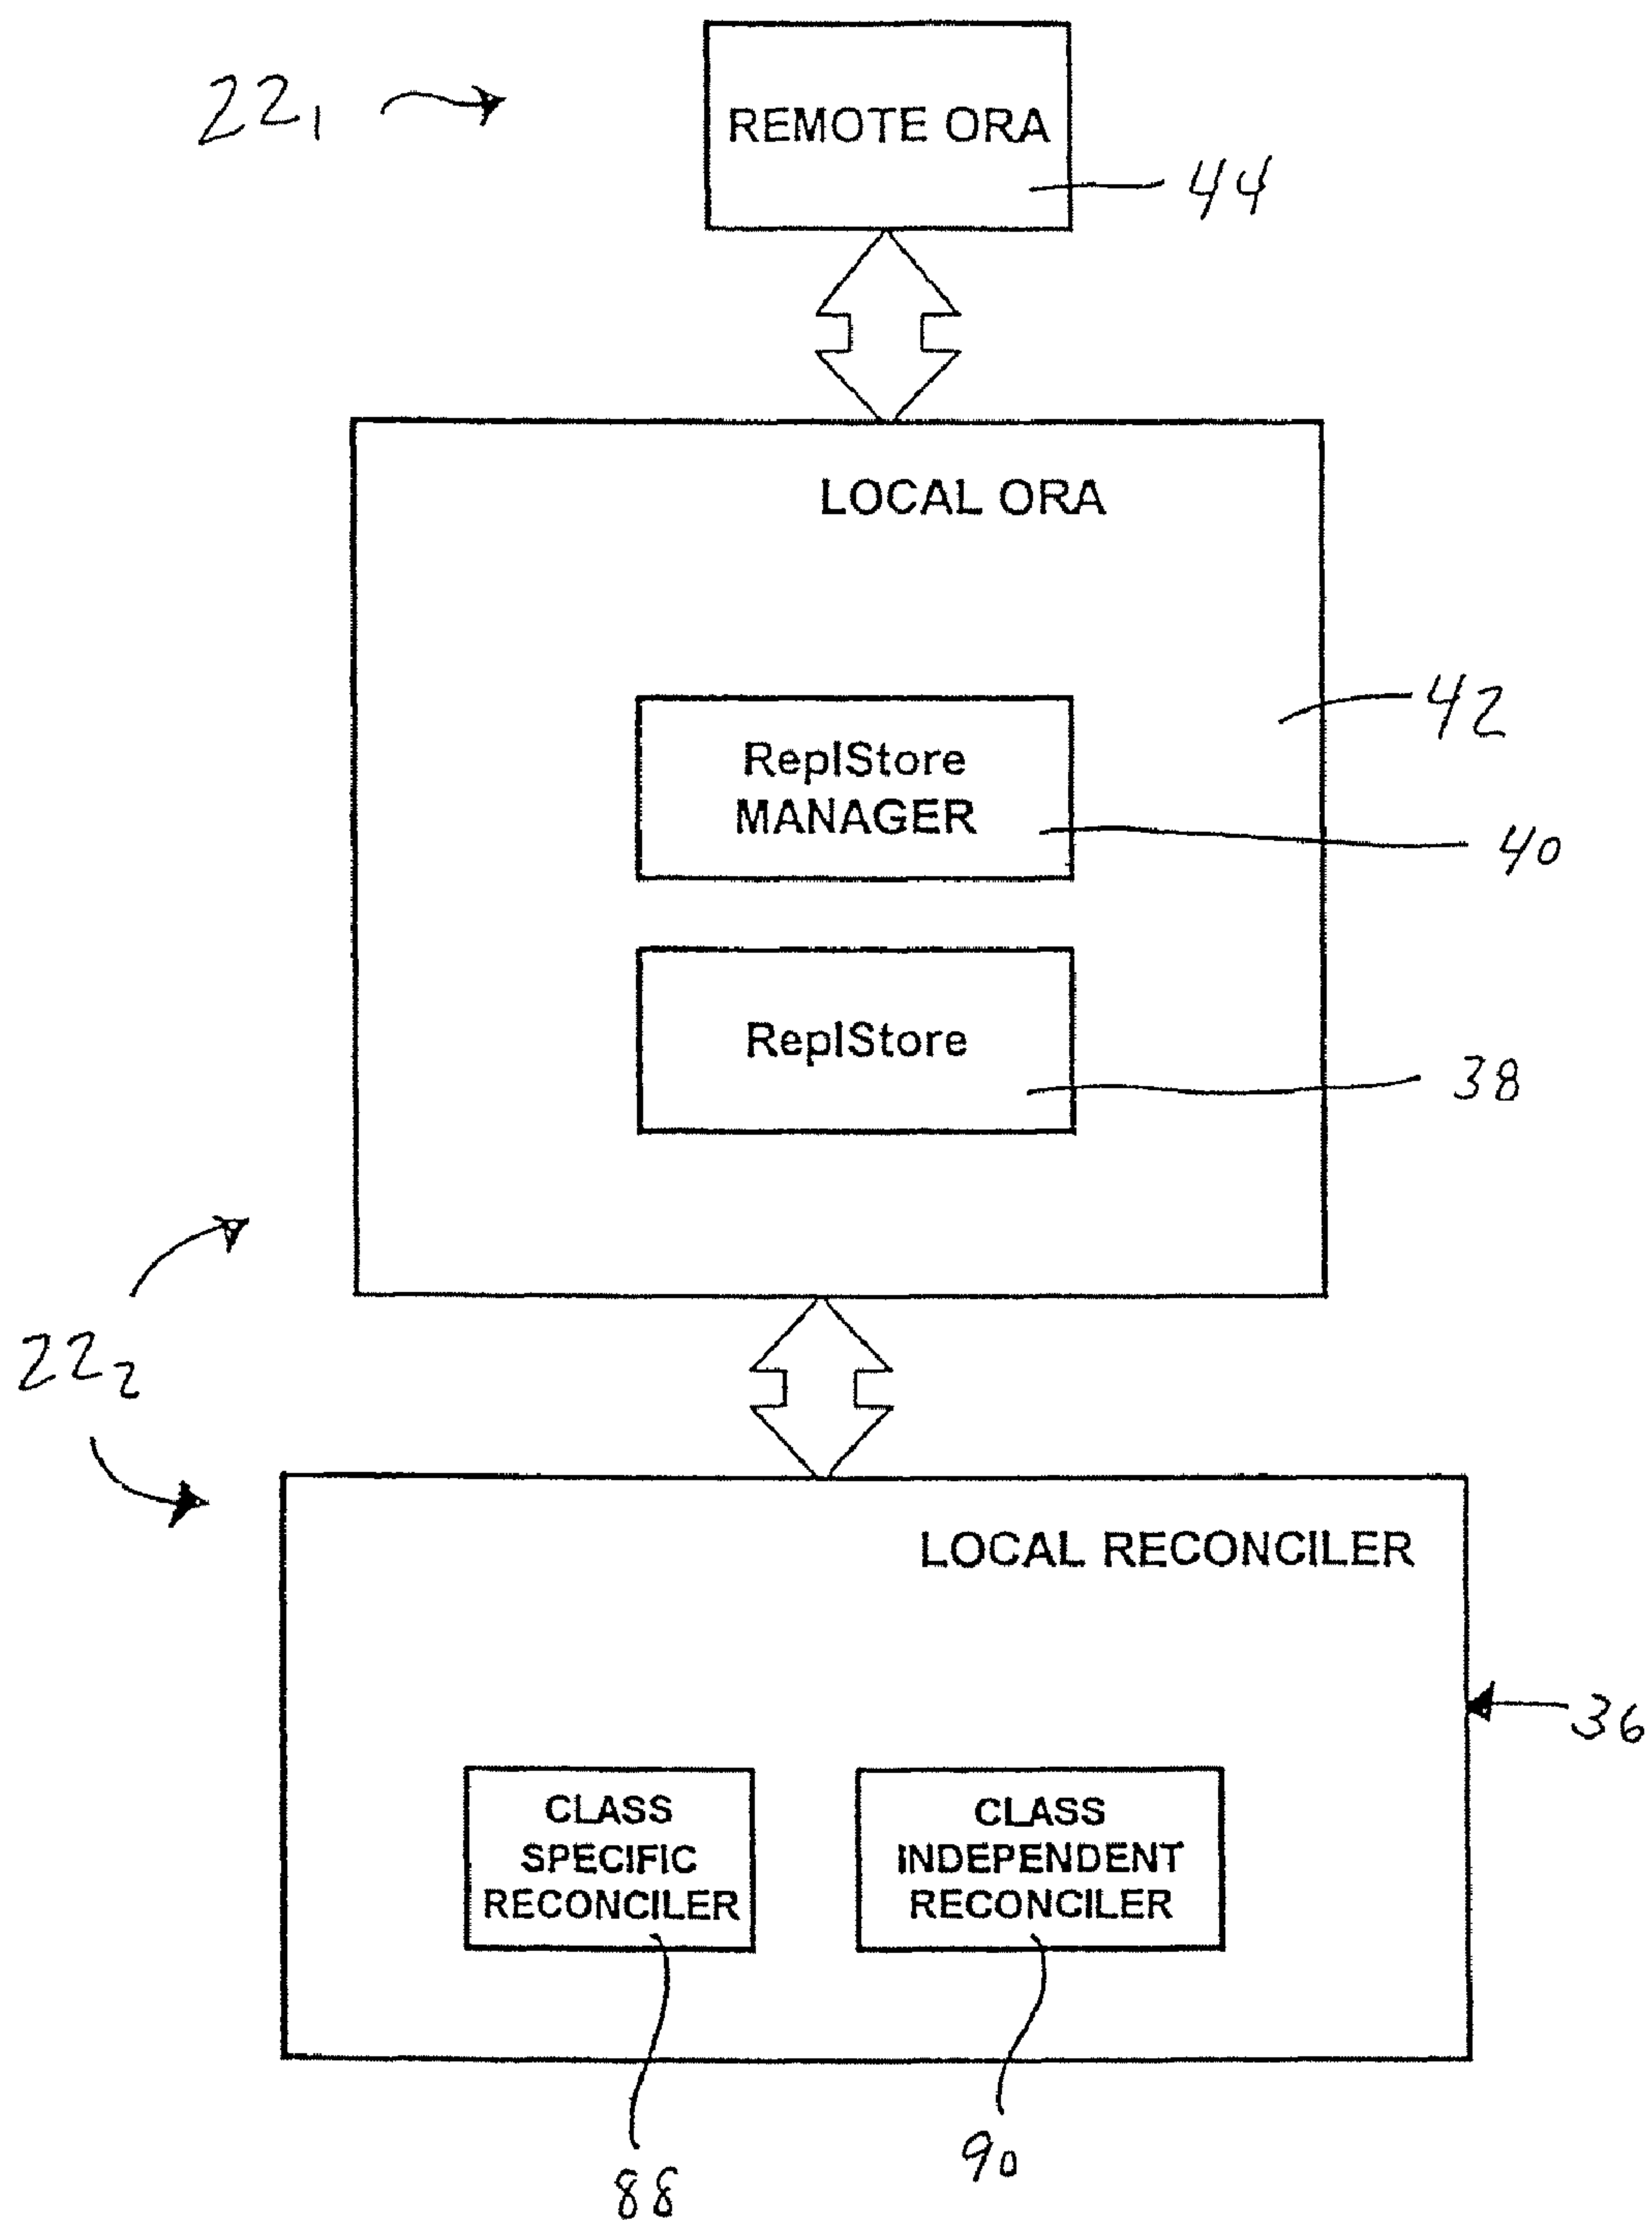 22₁
REMOTE ORA
44
LOCAL ORA
42
ReplStore
MANAGER
40
ReplStore
38
22₂
LOCAL RECONCILER
36
CLASS
SPECIFIC
RECONCILER
CLASS
INDEPENDENT
RECONCILER
88
90